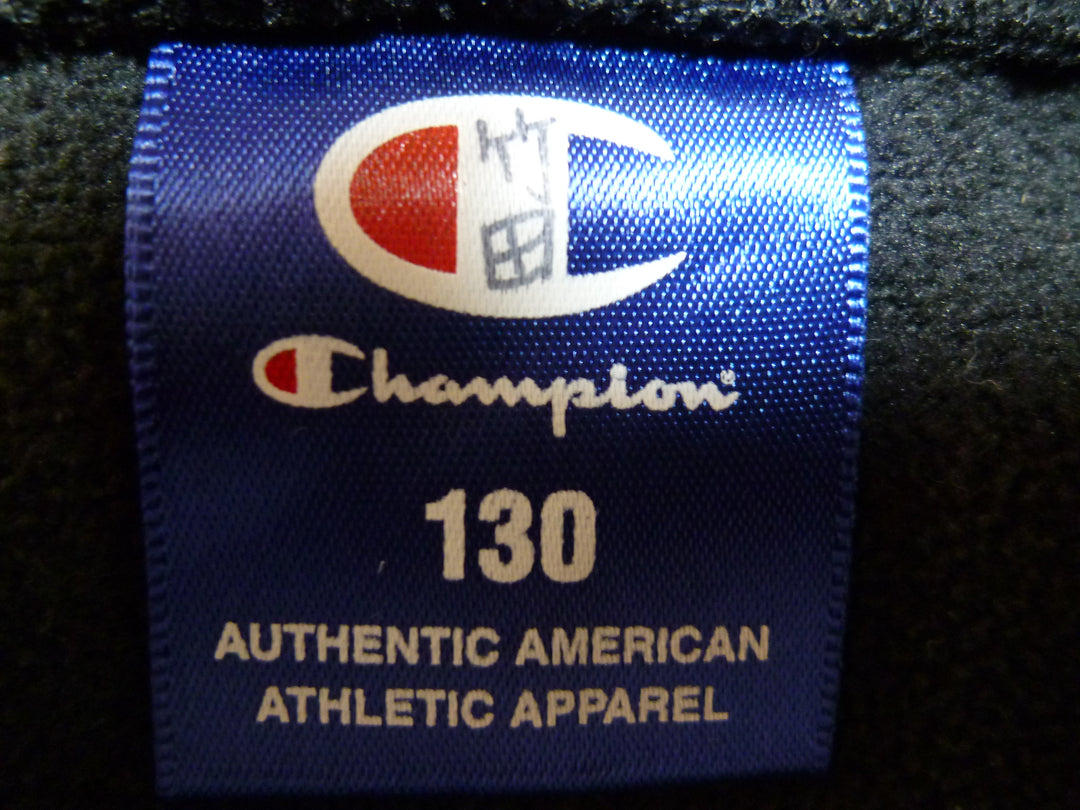 竹
田
Champion®
130
AUTHENTIC AMERICAN
ATHLETIC APPAREL